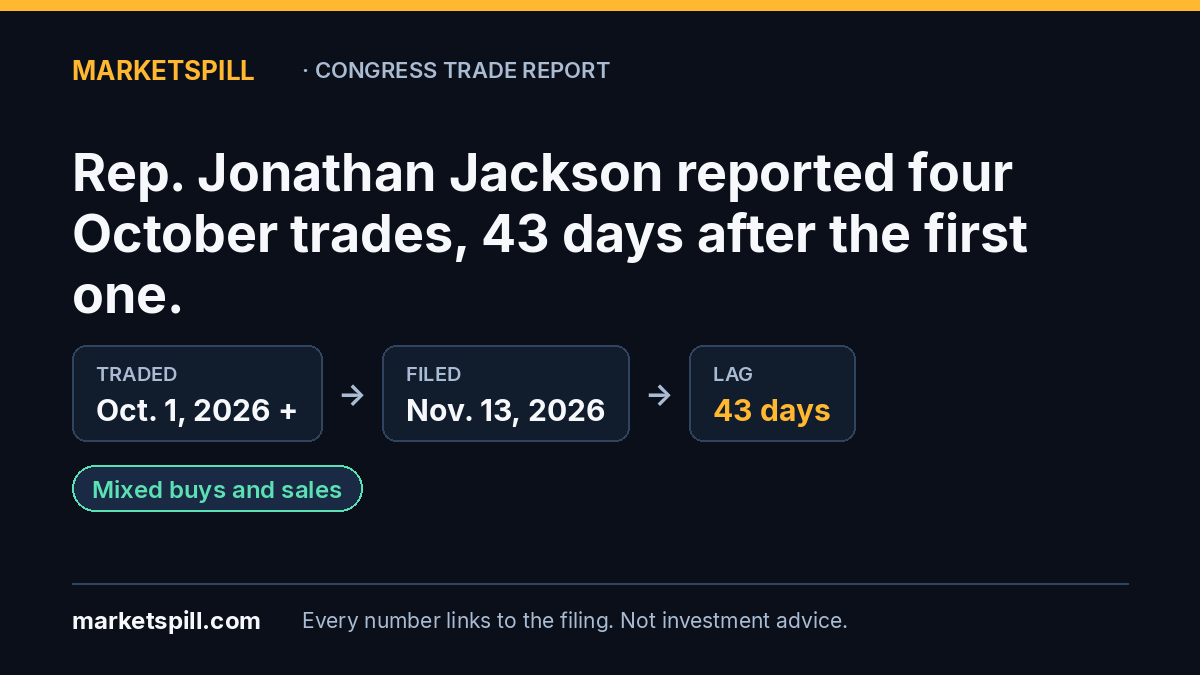 MARKETSPILL · CONGRESS TRADE REPORT
Rep. Jonathan Jackson reported four
October trades, 43 days after the first
one.
TRADED
Oct. 1, 2026 +
→
FILED
Nov. 13, 2026
→
LAG
43 days
Mixed buys and sales
marketspill.com Every number links to the filing. Not investment advice.